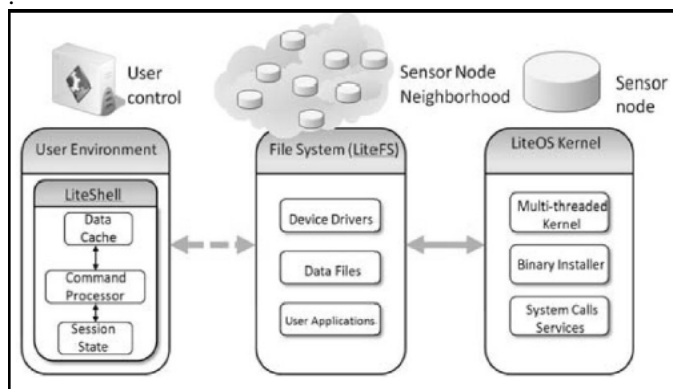 :
User
control
Sensor Node
Neighborhood
Sensor
node
User Environment
LiteShell
Data
Cache
Command
Processor
Session
State
File System (LiteFS)
Device Drivers
Data Files
User Applications
LiteOS Kernel
Multi-threaded
Kernel
Binary Installer
System Calls
Services